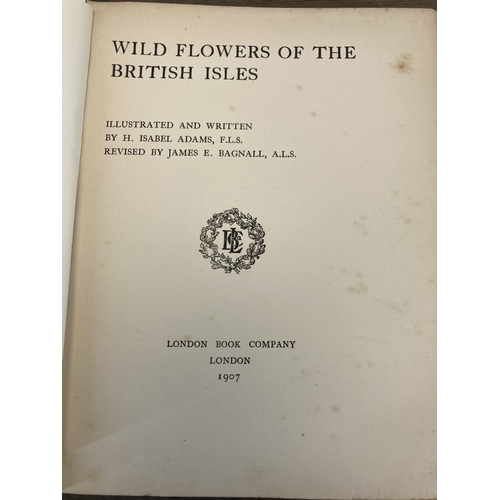 WILD FLOWERS OF THE
BRITISH ISLES
ILLUSTRATED AND WRITTEN
BY H. ISABEL ADAMS, F.L.S.
REVISED BY JAMES E. BAGNALL, A.L.S.
LONDON BOOK COMPANY
LONDON
1907